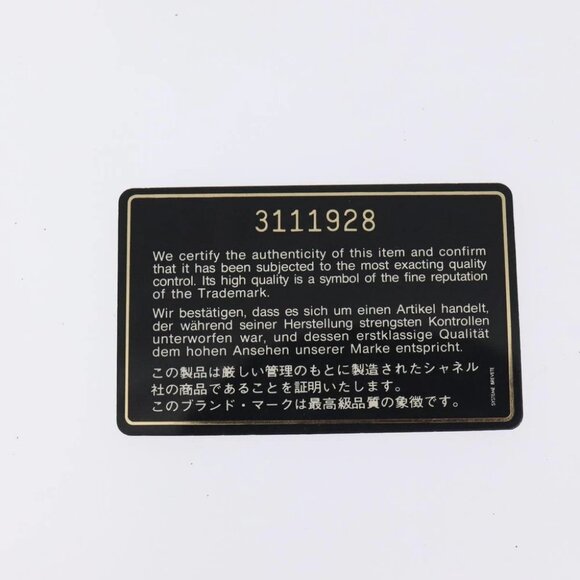 3111928
We certify the authenticity of this item and confirm
that it has been subjected to the most exacting quality
control. Its high quality is a symbol of the fine reputation
of the Trademark.
Wir bestätigen, dass es sich um einen Artikel handelt,
der während seiner Herstellung strengsten Kontrollen
unterworfen war, und dessen erstklassige Qualität
dem hohen Ansehen unserer Marke entspricht.
この製品は厳しい管理のもとに製造されたシャネル
社の商品であることを証明いたします。
このブランド・マークは最高級品質の象徴です。
SYSTEME BREVETE